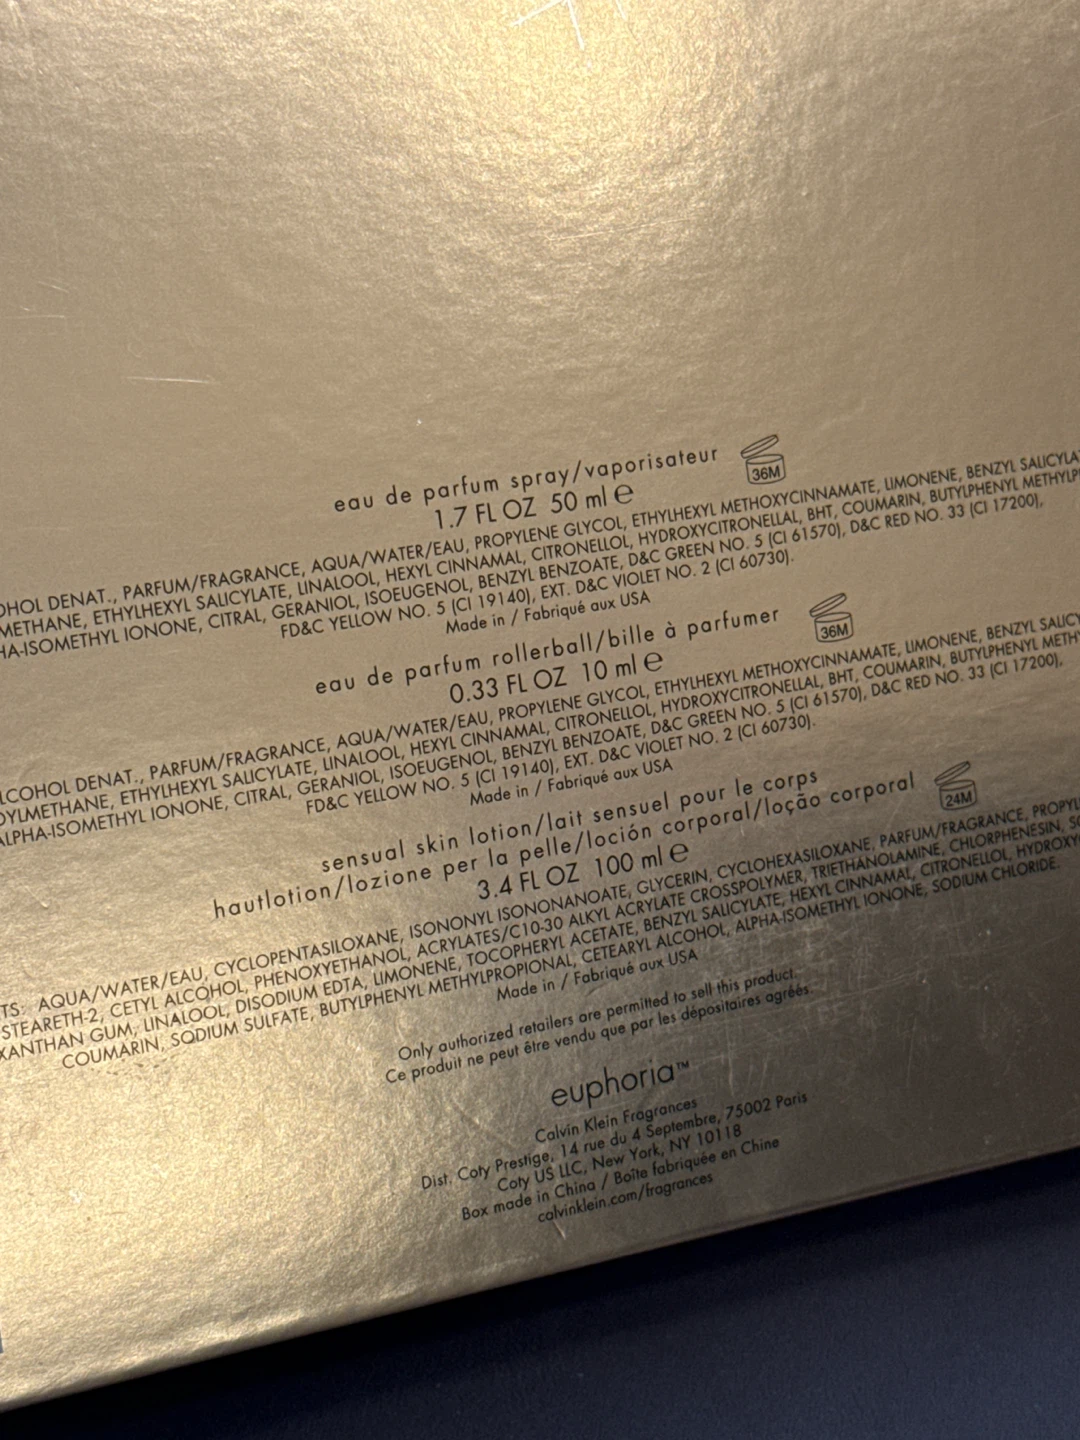 eau de parfum spray/vaporisateur
36M
1.7 FL OZ 50 ml e
DENAT., PARFUM/FRAGRANCE, AQUA/WATER/EAU, PROPYLENE GLYCOL, ETHYLHEXYL METHOXYCINNAMATE, LIMONENE, BENZYL
ETHYLHEXYL SALICYLATE, LINALOOL, HEXYL CINNAMAL, CITRONELLOL, HYDROXYCITRONELLAL, BHT, COUMARIN, BUTYLPHENYL
IONONE, CITRAL, GERANIOL, ISOEUGENOL, BENZYL BENZOATE, D&C GREEN NO. 5 (CI 61570), D&C RED NO. 33 (CI 17200),
FD&C YELLOW NO. 5 (CI 19140), EXT. D&C VIOLET NO. 2 (CI 60730).
Made in / Fabriqué aux USA
eau de parfum rollerball/bille à parfumer
36M
0.33 FL OZ 10 ml e
DENAT., PARFUM/FRAGRANCE, AQUA/WATER/EAU, PROPYLENE GLYCOL, ETHYLHEXYL METHOXYCINNAMATE, LIMONENE, BENZYL
ETHYLHEXYL SALICYLATE, LINALOOL, HEXYL CINNAMAL, CITRONELLOL, HYDROXYCITRONELLAL, BHT, COUMARIN, BUTYLPHENYL
ALPHA-ISOMETHYL IONONE, CITRAL, GERANIOL, ISOEUGENOL, BENZYL BENZOATE, D&C GREEN NO. 5 (CI 61570), D&C RED NO. 33 (CI 17200),
FD&C YELLOW NO. 5 (CI 19140), EXT. D&C VIOLET NO. 2 (CI 60730).
Made in / Fabriqué aux USA
sensual skin lotion/lait sensuel pour le corps
hautlotion/lozione per la pelle/loción corporal/loção corporal
24M
3.4 FL OZ 100 ml e
AQUA/WATER/EAU, CYCLOPENTASILOXANE, ISONONYL ISONONANOATE, GLYCERIN, CYCLOHEXASILOXANE, PARFUM/FRAGRANCE,
STEARETH-2, CETYL ALCOHOL, PHENOXYETHANOL, ACRYLATES/C10-30 ALKYL ACRYLATE CROSSPOLYMER, TRIETHANOLAMINE, CHLORPHENESIN,
XANTHAN GUM, LINALOOL, DISODIUM EDTA, LIMONENE, TOCOPHERYL ACETATE, BENZYL SALICYLATE, HEXYL CINNAMAL, CITRONELLOL,
COUMARIN, SODIUM SULFATE, BUTYLPHENYL METHYLPROPIONAL, CETEARYL ALCOHOL, ALPHA-ISOMETHYL IONONE, SODIUM CHLORIDE.
Made in / Fabriqué aux USA
Only authorized retailers are permitted to sell this product.
Ce produit ne peut être vendu que par les dépositaires agréés.
euphoria™
Calvin Klein Fragrances
Dist. Coty Prestige, 14 rue du 4 Septembre, 75002 Paris
Coty US LLC, New York, NY 10118
Box made in China / Boîte fabriquée en Chine
calvinklein.com/fragrances